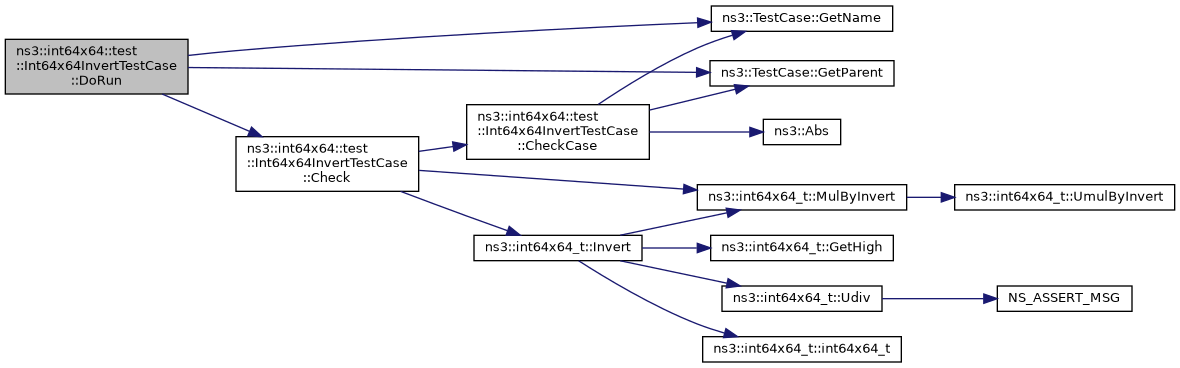 ns3::int64x64::test
::Int64x64InvertTestCase
::DoRun
ns3::TestCase::GetName
ns3::TestCase::GetParent
ns3::int64x64::test
::Int64x64InvertTestCase
::Check
ns3::int64x64::test
::Int64x64InvertTestCase
::CheckCase
ns3::Abs
ns3::int64x64_t::MulByInvert
ns3::int64x64_t::UmulByInvert
ns3::int64x64_t::Invert
ns3::int64x64_t::GetHigh
ns3::int64x64_t::Udiv
NS_ASSERT_MSG
ns3::int64x64_t::int64x64_t